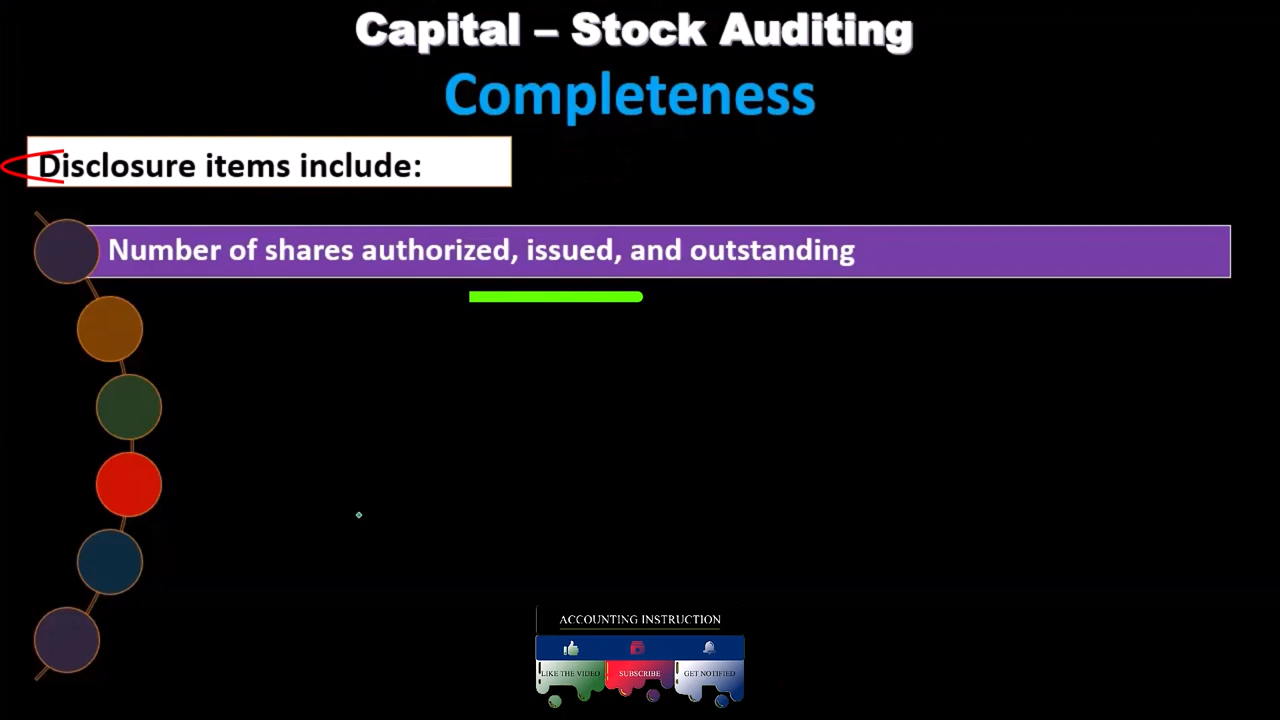 Capital – Stock Auditing
Completeness
Disclosure items include:
Number of shares authorized, issued, and outstanding
ACCOUNTING INSTRUCTION
LIKE THE VIDEO SUBSCRIBE GET NOTIFIED